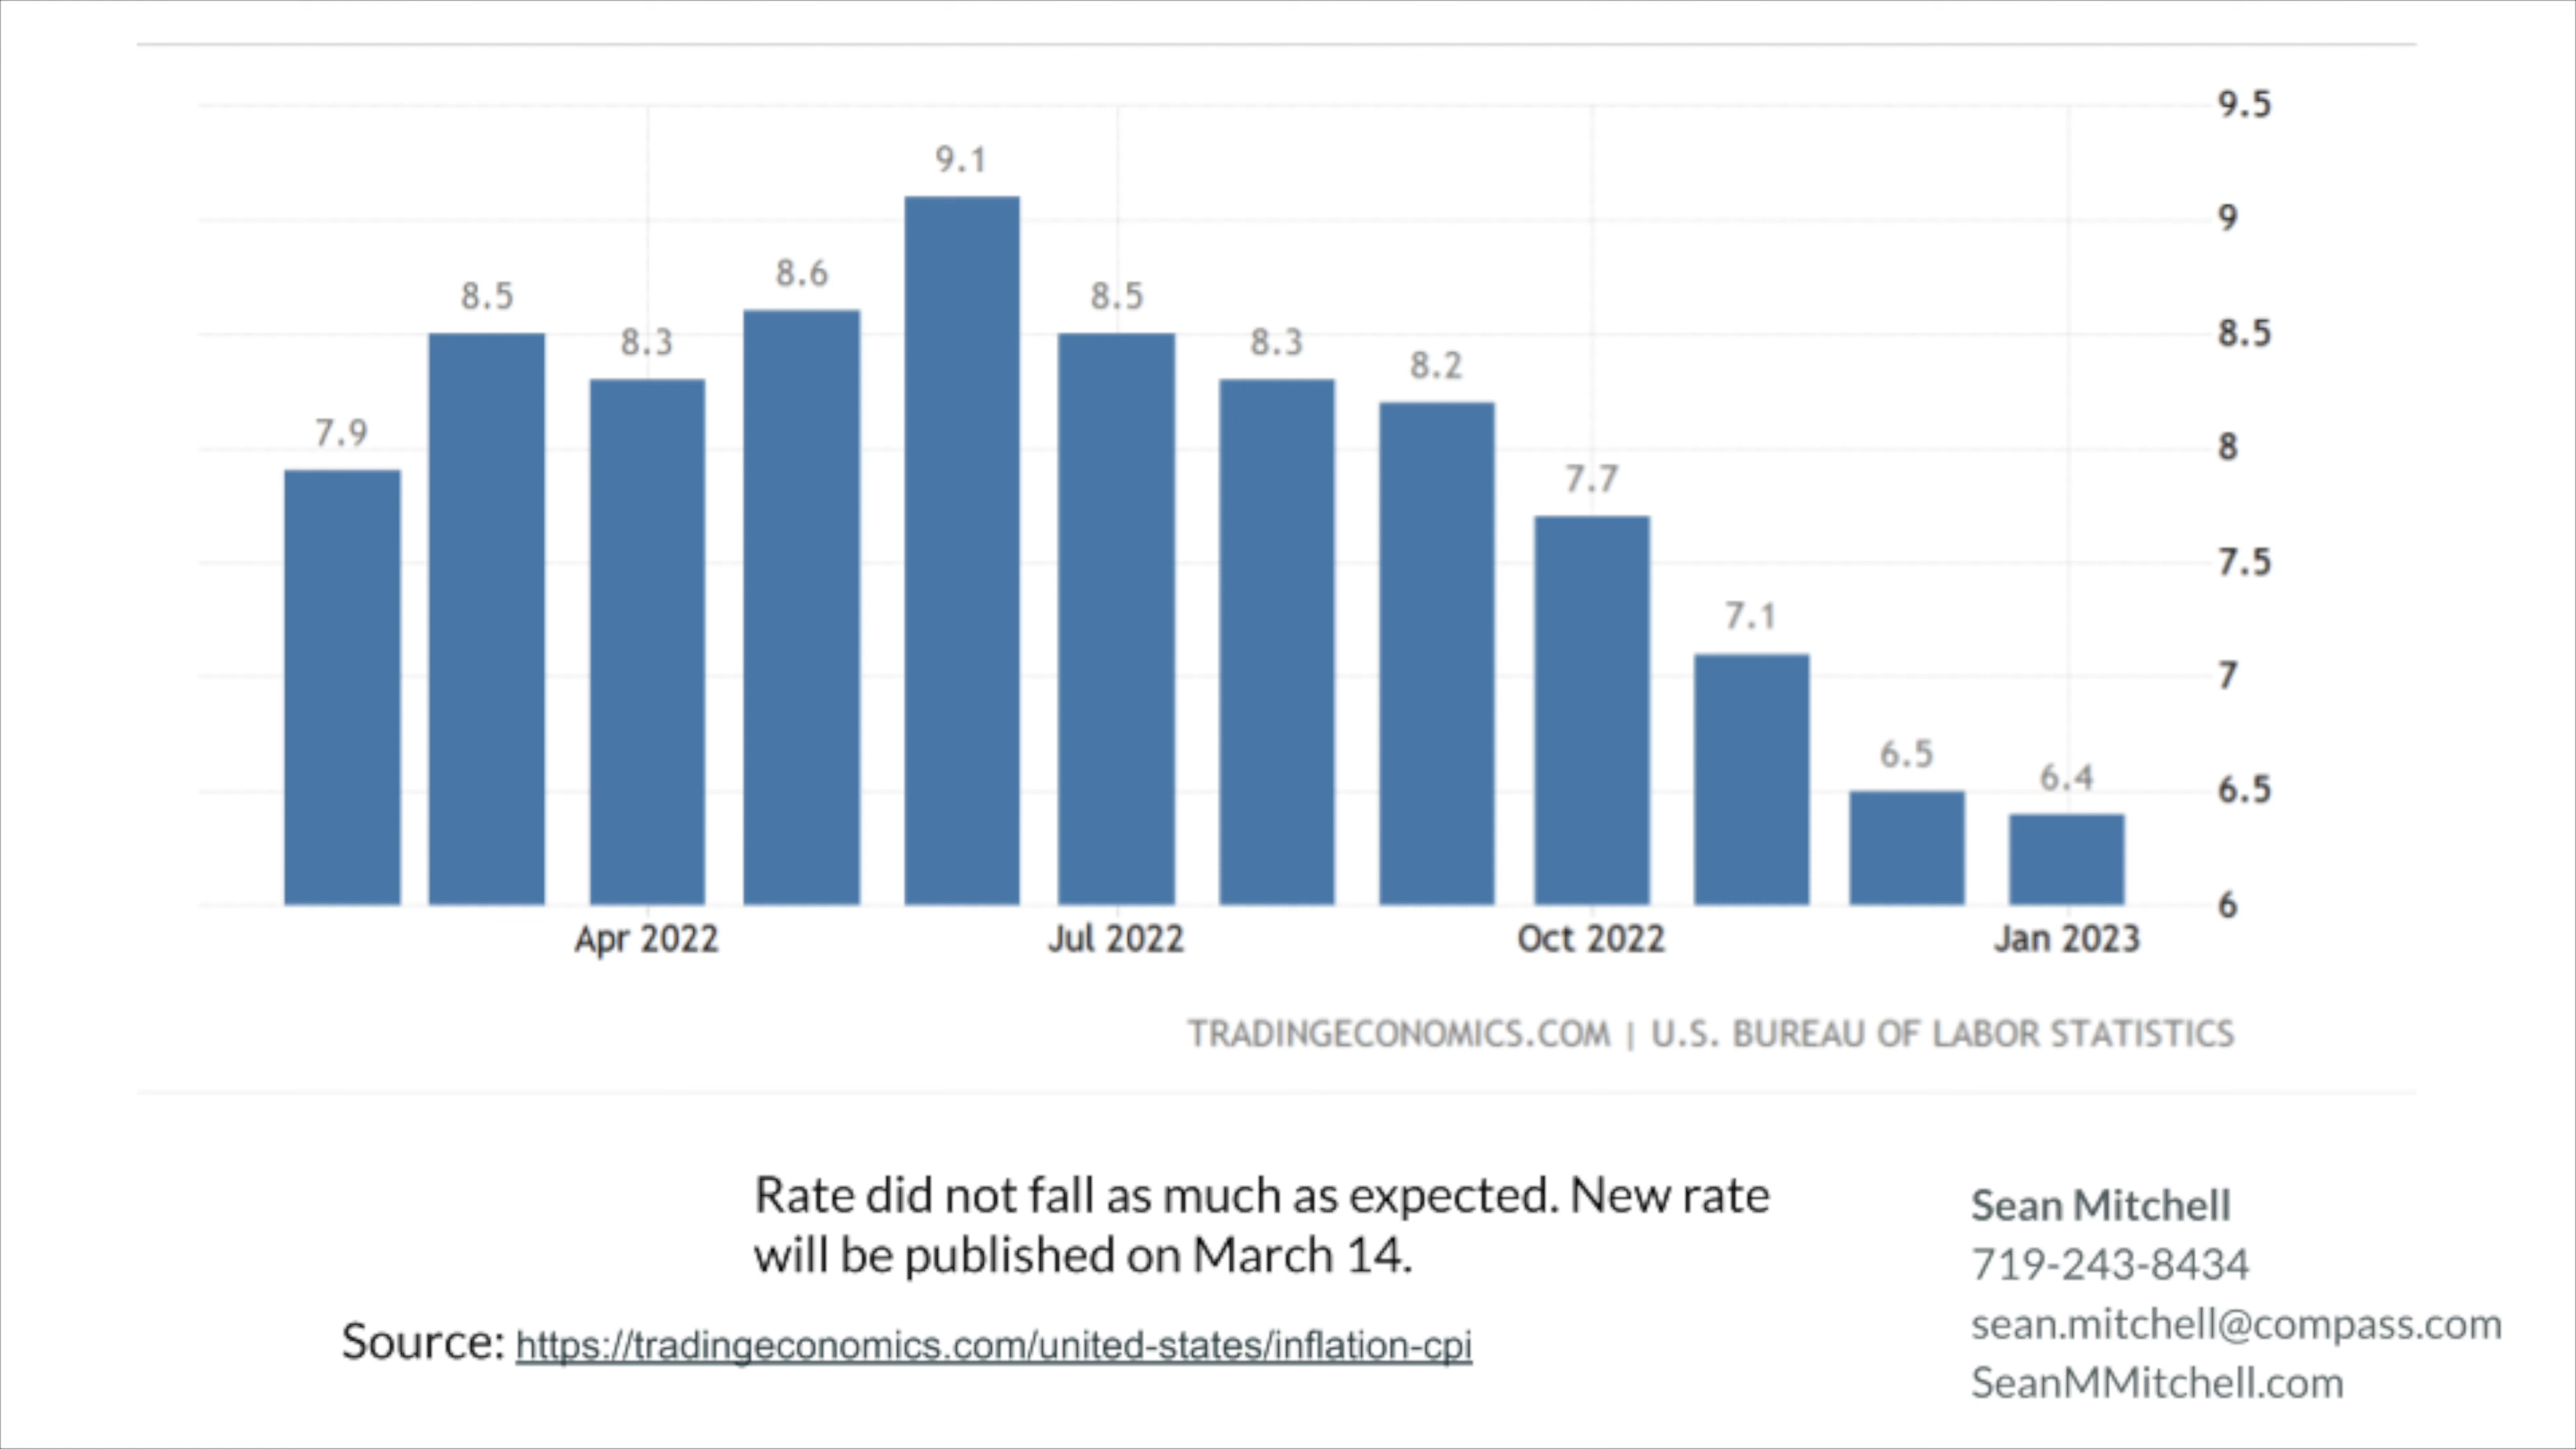 9.5
9.1
9
8.6
8.5
8.5
8.5
8.3
8.3
8.2
7.9
8
7.7
7.5
7.1
7
6.5
6.4
6.5
6
Apr 2022 Jul 2022 Oct 2022 Jan 2023
TRADINGECONOMICS.COM | U.S. BUREAU OF LABOR STATISTICS
Rate did not fall as much as expected. New rate
will be published on March 14.
Source: https://tradingeconomics.com/united-states/inflation-cpi
Sean Mitchell
719-243-8434
sean.mitchell@compass.com
SeanMMitchell.com